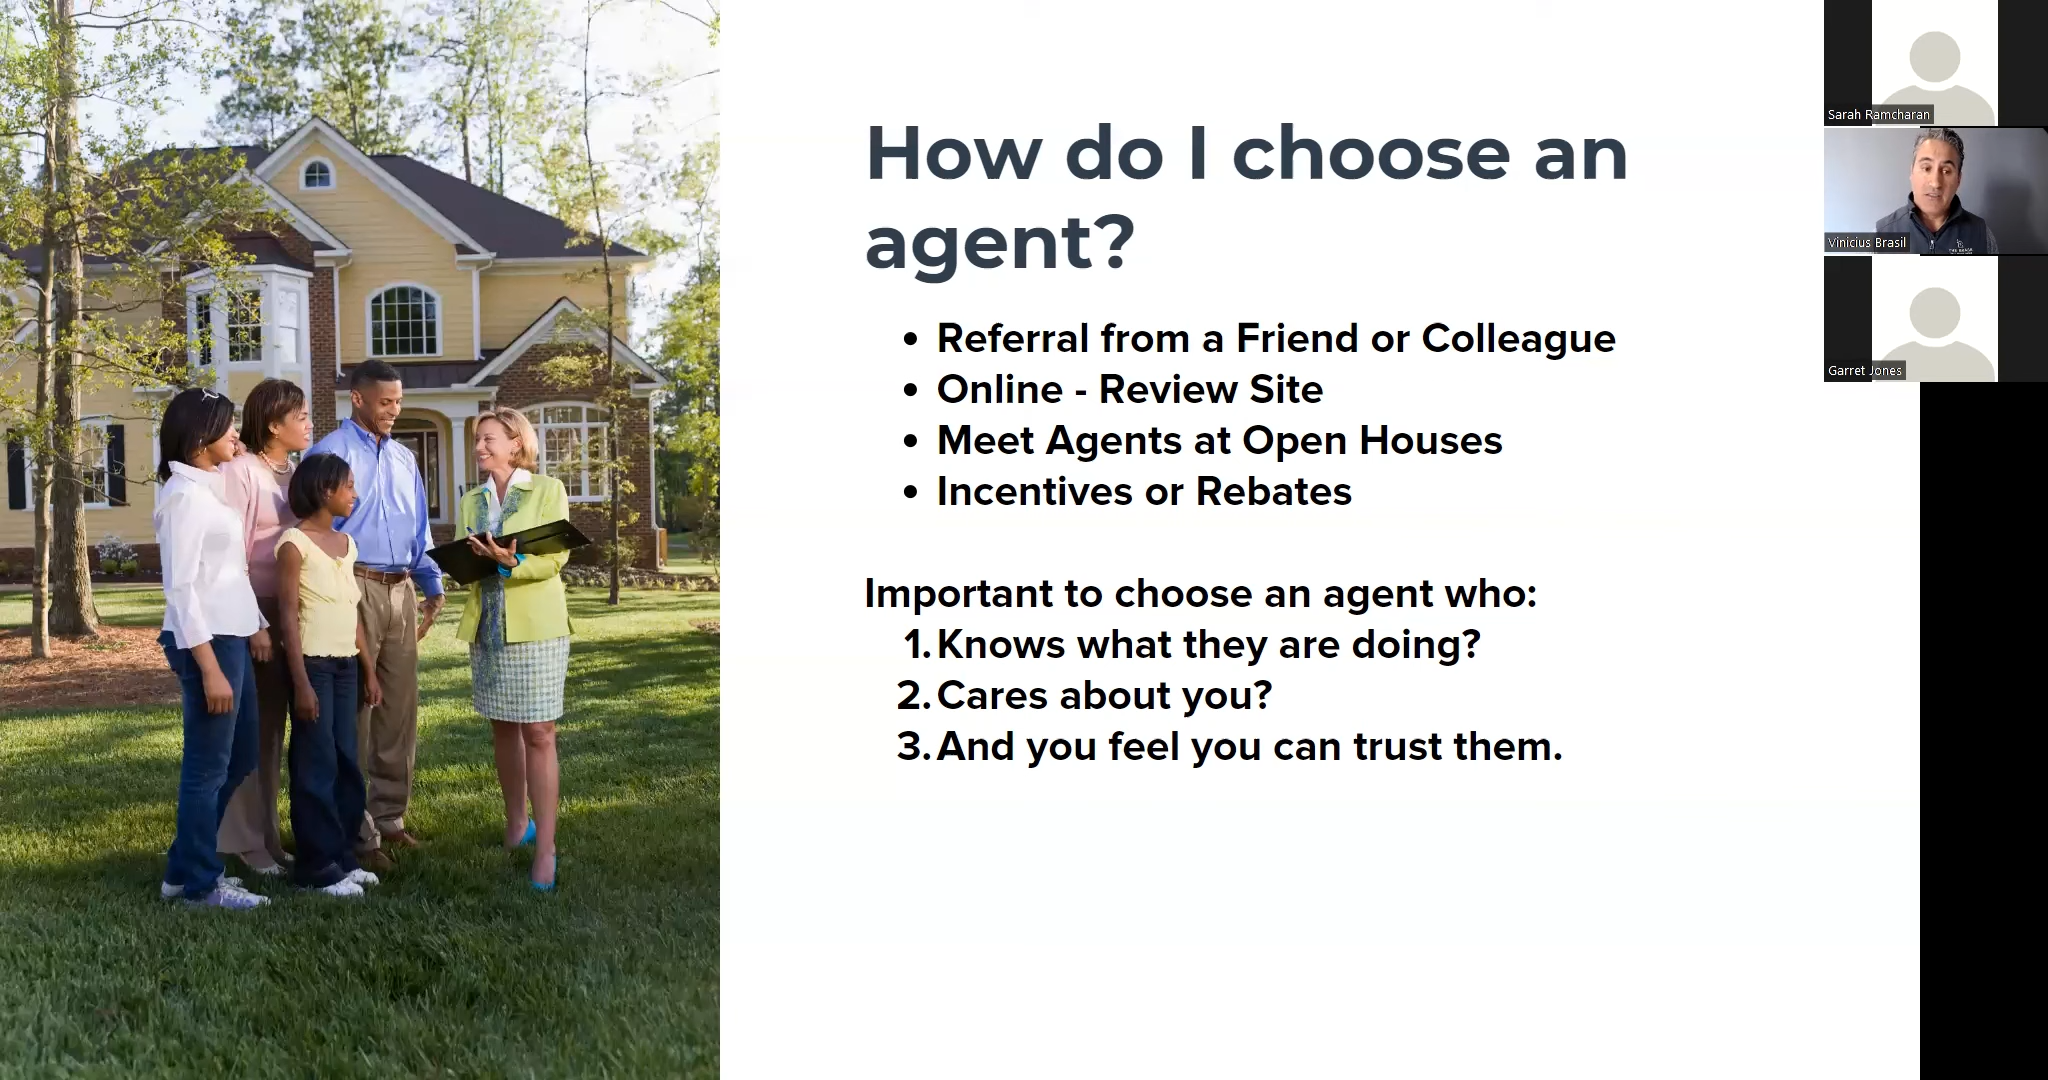 How do I choose an
agent?
• Referral from a Friend or Colleague
• Online - Review Site
• Meet Agents at Open Houses
• Incentives or Rebates
Important to choose an agent who:
1. Knows what they are doing?
2. Cares about you?
3. And you feel you can trust them.
Sarah Ramcharan
Vinicius Brasil
Garret Jones